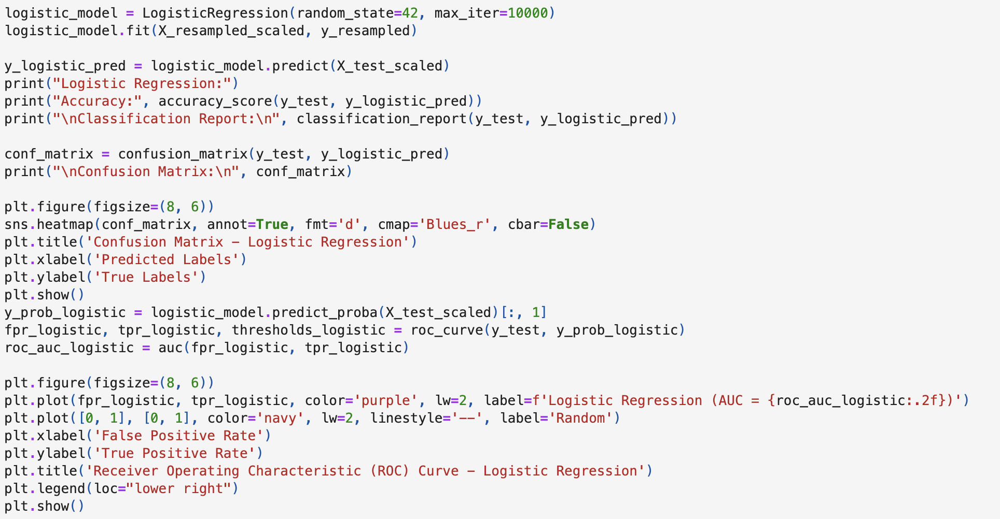 logistic_model = LogisticRegression(random_state=42, max_iter=10000)
logistic_model.fit(X_resampled_scaled, y_resampled)

y_logistic_pred = logistic_model.predict(X_test_scaled)
print("Logistic Regression:")
print("Accuracy:", accuracy_score(y_test, y_logistic_pred))
print("\nClassification Report:\n", classification_report(y_test, y_logistic_pred))

conf_matrix = confusion_matrix(y_test, y_logistic_pred)
print("\nConfusion Matrix:\n", conf_matrix)

plt.figure(figsize=(8, 6))
sns.heatmap(conf_matrix, annot=True, fmt='d', cmap='Blues_r', cbar=False)
plt.title('Confusion Matrix – Logistic Regression')
plt.xlabel('Predicted Labels')
plt.ylabel('True Labels')
plt.show()
y_prob_logistic = logistic_model.predict_proba(X_test_scaled)[:, 1]
fpr_logistic, tpr_logistic, thresholds_logistic = roc_curve(y_test, y_prob_logistic)
roc_auc_logistic = auc(fpr_logistic, tpr_logistic)

plt.figure(figsize=(8, 6))
plt.plot(fpr_logistic, tpr_logistic, color='purple', lw=2, label=f'Logistic Regression (AUC = {roc_auc_logistic:.2f})')
plt.plot([0, 1], [0, 1], color='navy', lw=2, linestyle='--', label='Random')
plt.xlabel('False Positive Rate')
plt.ylabel('True Positive Rate')
plt.title('Receiver Operating Characteristic (ROC) Curve – Logistic Regression')
plt.legend(loc="lower right")
plt.show()